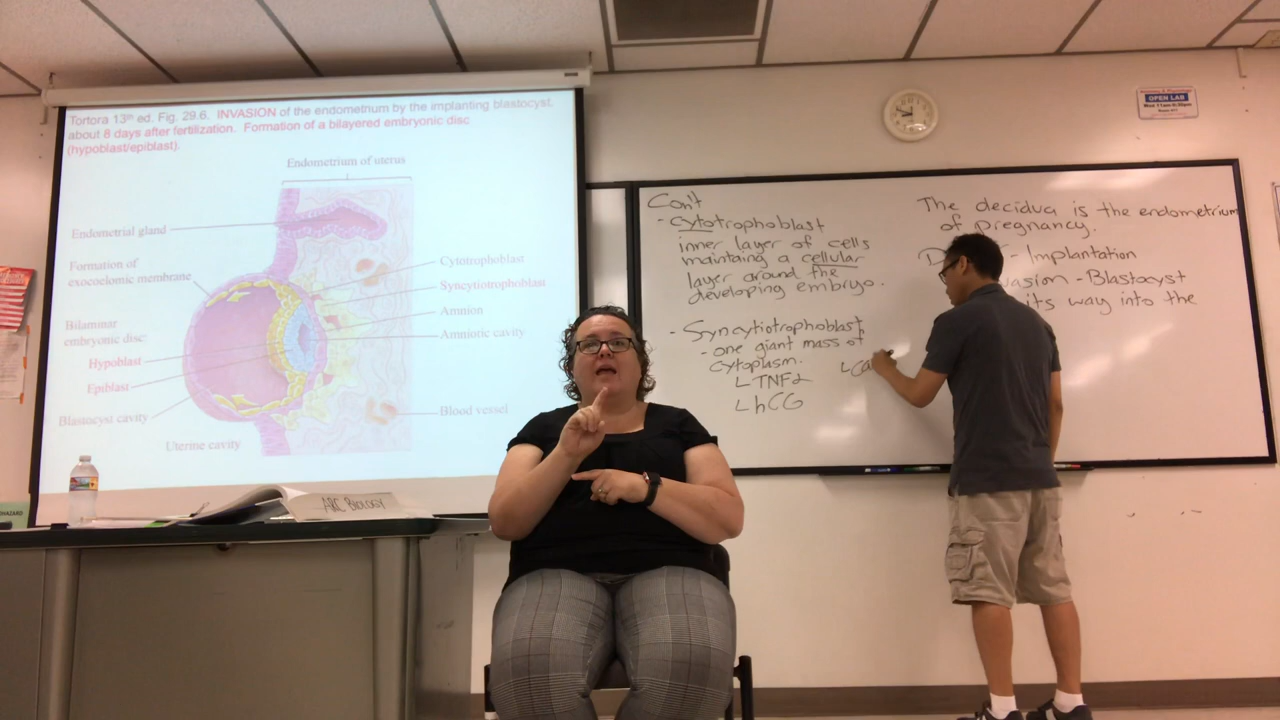 Tortora 13th ed. Fig. 29.6. INVASION of the endometrium by the implanting blastocyst,
about 8 days after fertilization. Formation of a bilayered embryonic disc
(hypoblast/epiblast).
Endometrium of uterus
Endometrial gland
Formation of
exocoelomic membrane
Bilaminar
embryonic disc:
Hypoblast
Epiblast
Blastocyst cavity
Uterine cavity
Cytotrophoblast
Syncytiotrophoblast
Amnion
Amniotic cavity
Blood vessel
ARC BIOLOGY
Con't
- cytotrophoblast
inner layer of cells
maintaing a cellular
layer around the
developing embryo.
- Syncytiotrophoblast
- one giant mass of
cytoplasm.
L TNFα
L hCG
The decidua is the endometrium
of pregnancy.
- Implantation
- Blastocyst
its way into the
OPEN LAB